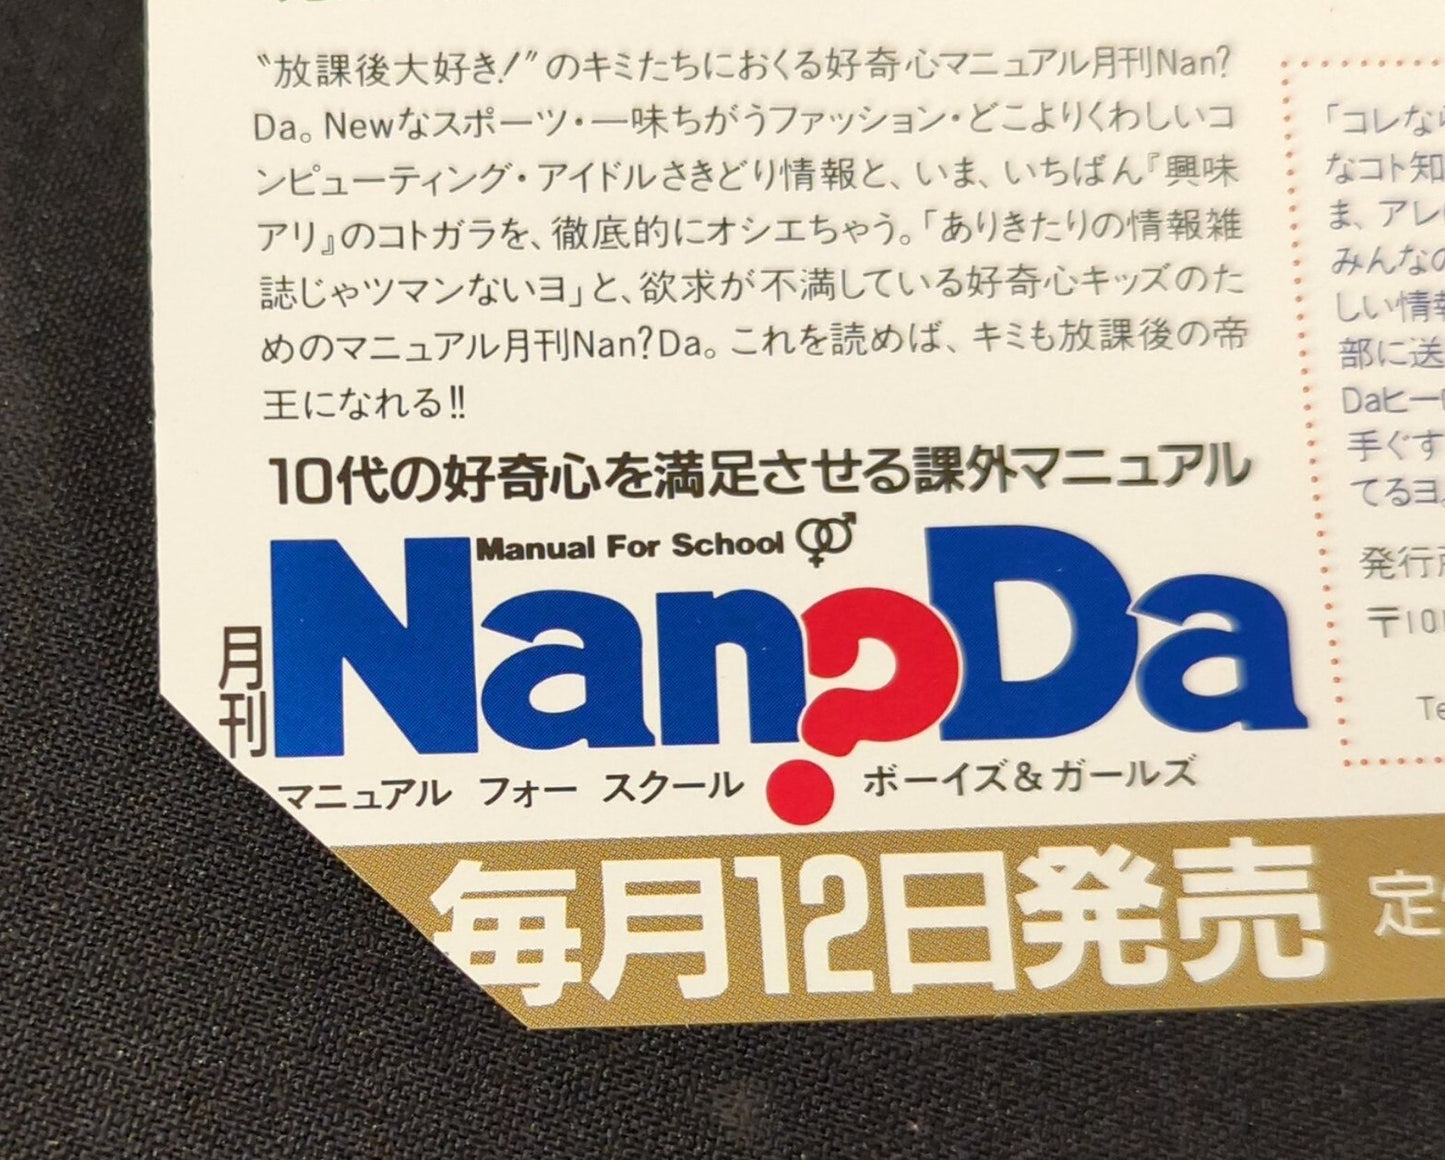 “放課後大好き！”のキミたちにおくる好奇心マニュアル月刊Nan?
Da。Newなスポーツ・一味ちがうファッション・どこよりくわしいコ
ンピューティング・アイドルさきどり情報と、いま、いちばん『興味
アリ』のコトガラを、徹底的にオシエちゃう。「ありきたりの情報雑
誌じゃツマンないヨ」と、欲求が不満している好奇心キッズのた
めのマニュアル月刊Nan?Da。これを読めば、キミも放課後の帝
王になれる!!
10代の好奇心を満足させる課外マニュアル
Manual For School
月刊
Nan?Da
マニュアル フォー スクール ボーイズ&ガールズ
毎月12日発売 定
「コレなら
なコト知
ま、アレ
みんなの
しい情報
部に送
Daヒー
手ぐす
てるヨ
発行所
〒101
Te